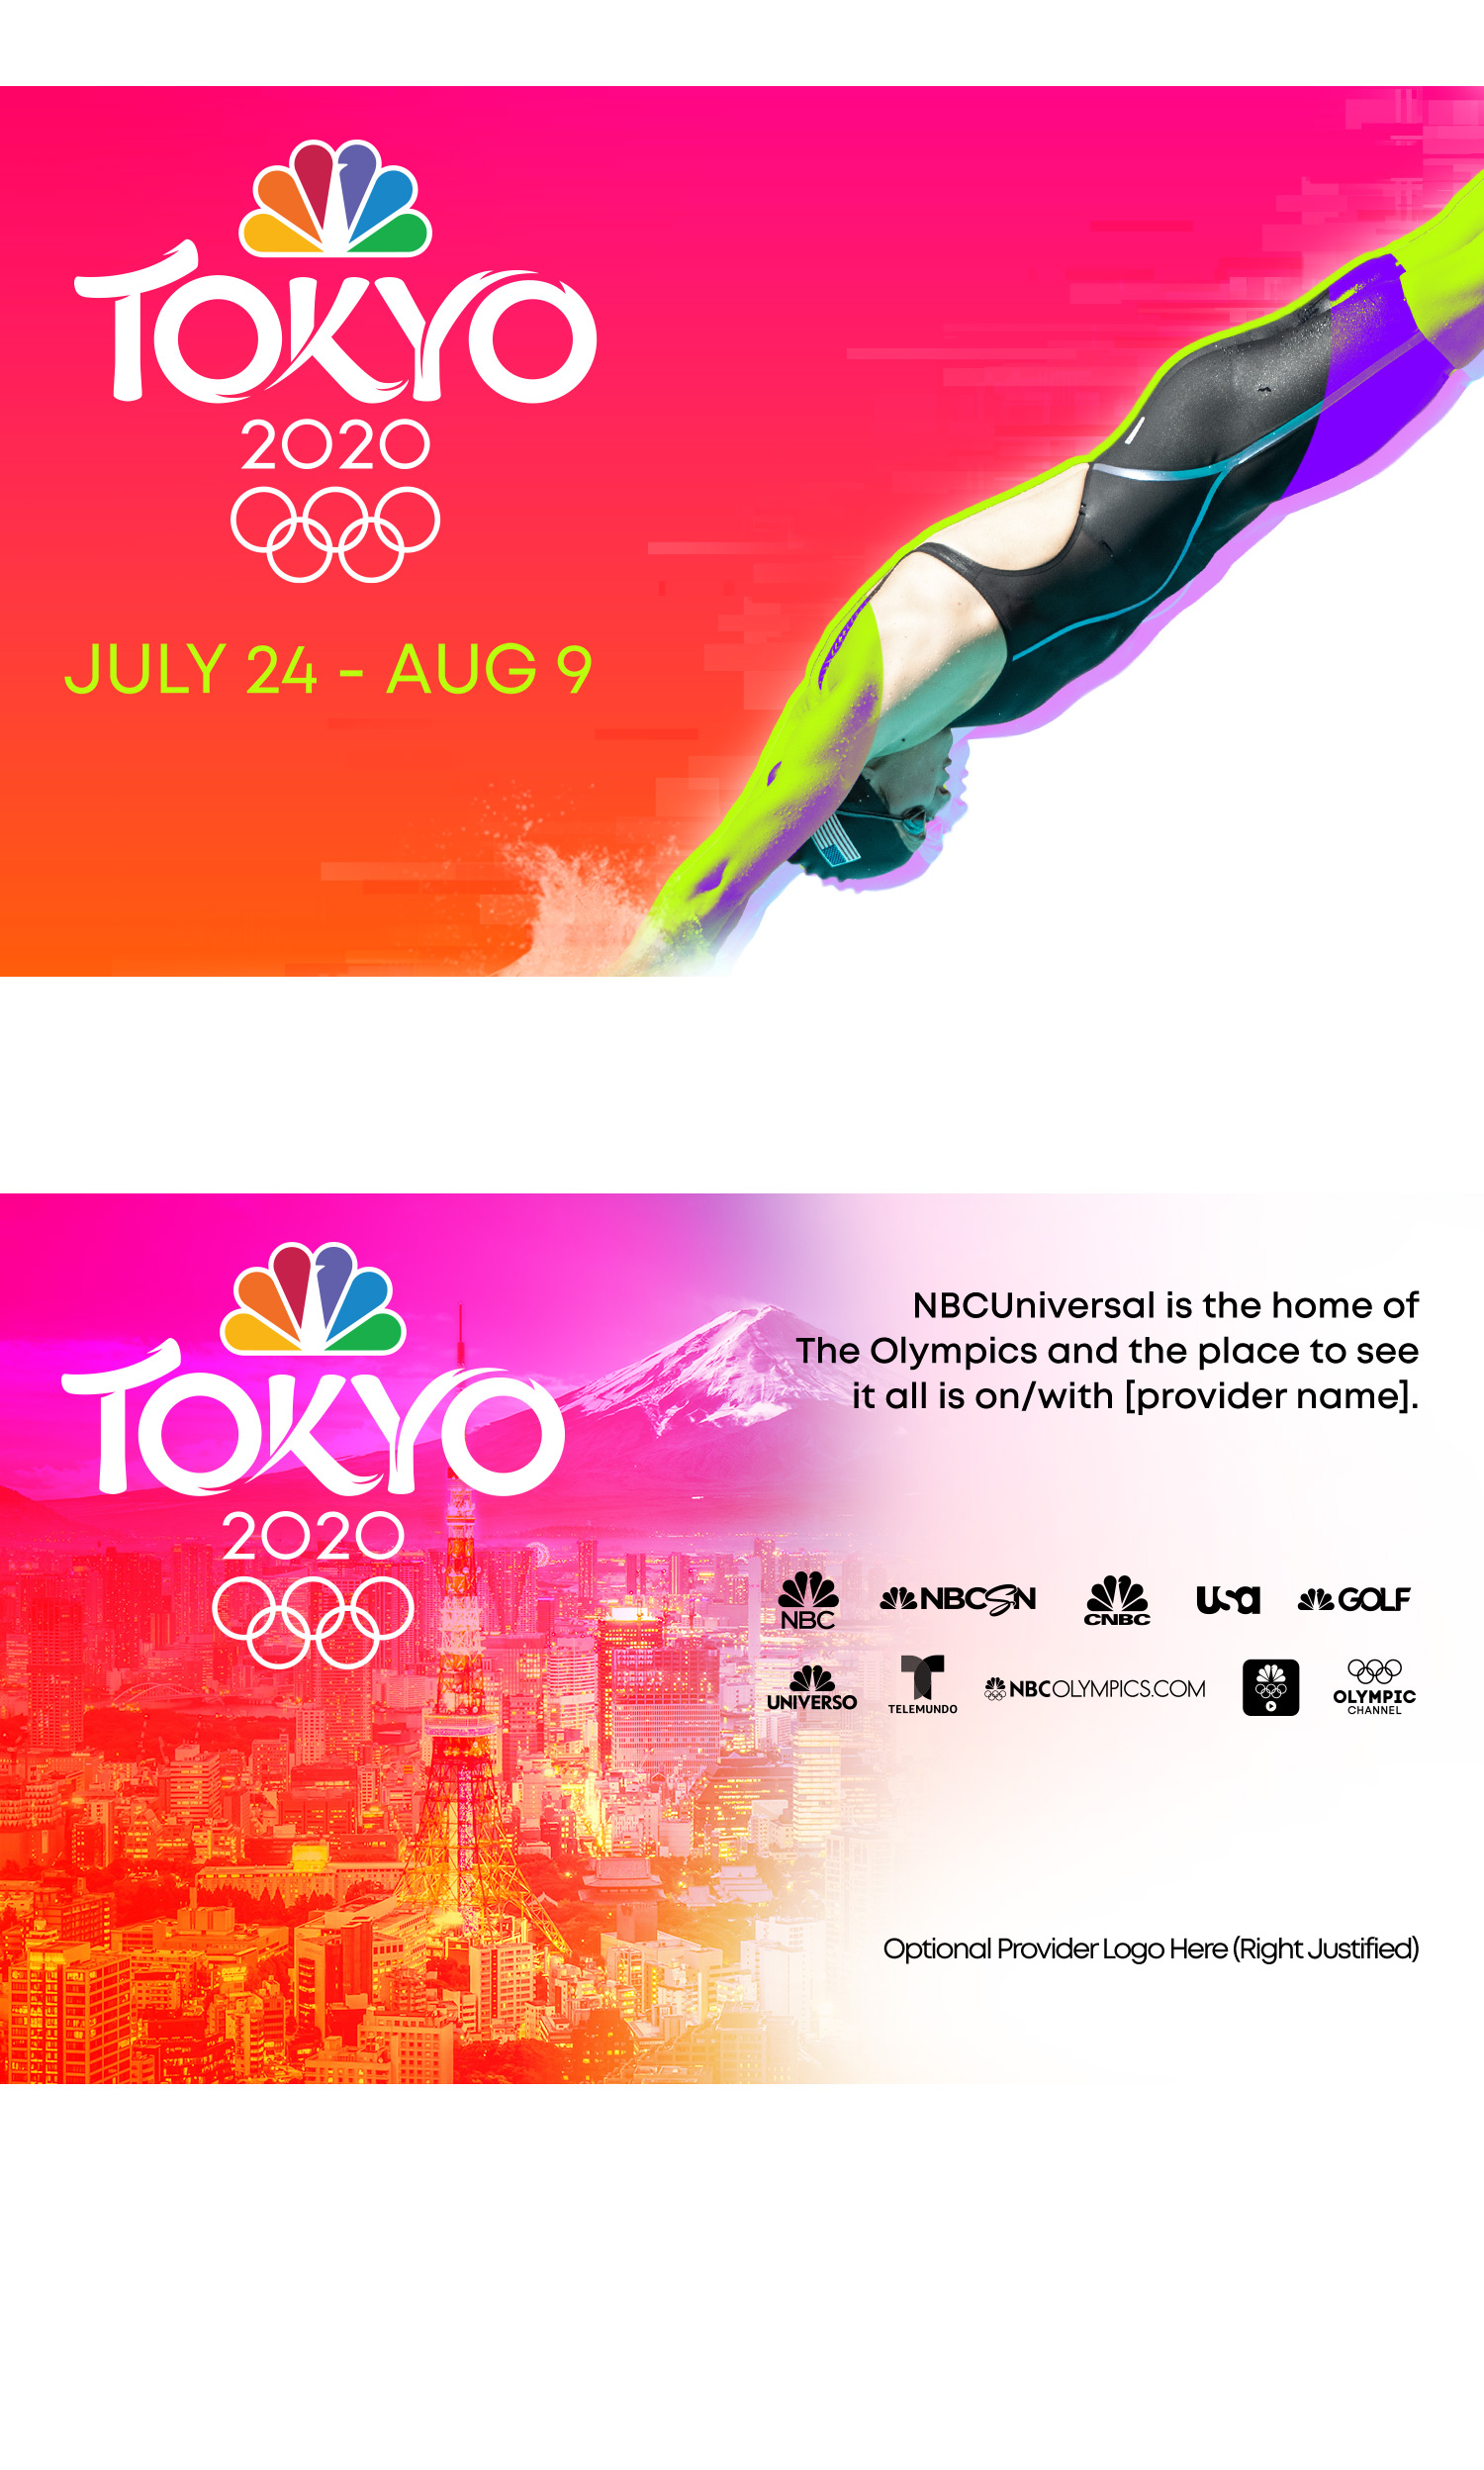 TOKYO
2020
JULY 24 - AUG 9
TOKYO
2020
NBCUniversal is the home of
The Olympics and the place to see
it all is on/with [provider name].
NBC
NBCSN
CNBC
USA
GOLF
UNIVERSO
TELEMUNDO
NBCOLYMPICS.COM
OLYMPIC
CHANNEL
Optional Provider Logo Here (Right Justified)